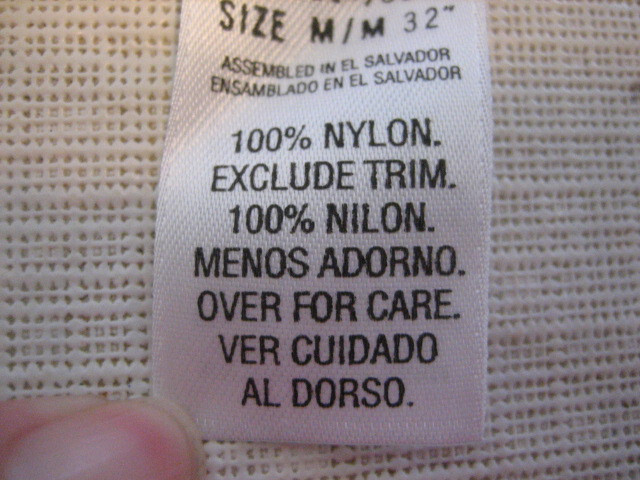 SIZE M/M 32"
ASSEMBLED IN EL SALVADOR
ENSAMBLADO EN EL SALVADOR
100% NYLON.
EXCLUDE TRIM.
100% NILON.
MENOS ADORNO.
OVER FOR CARE.
VER CUIDADO
AL DORSO.